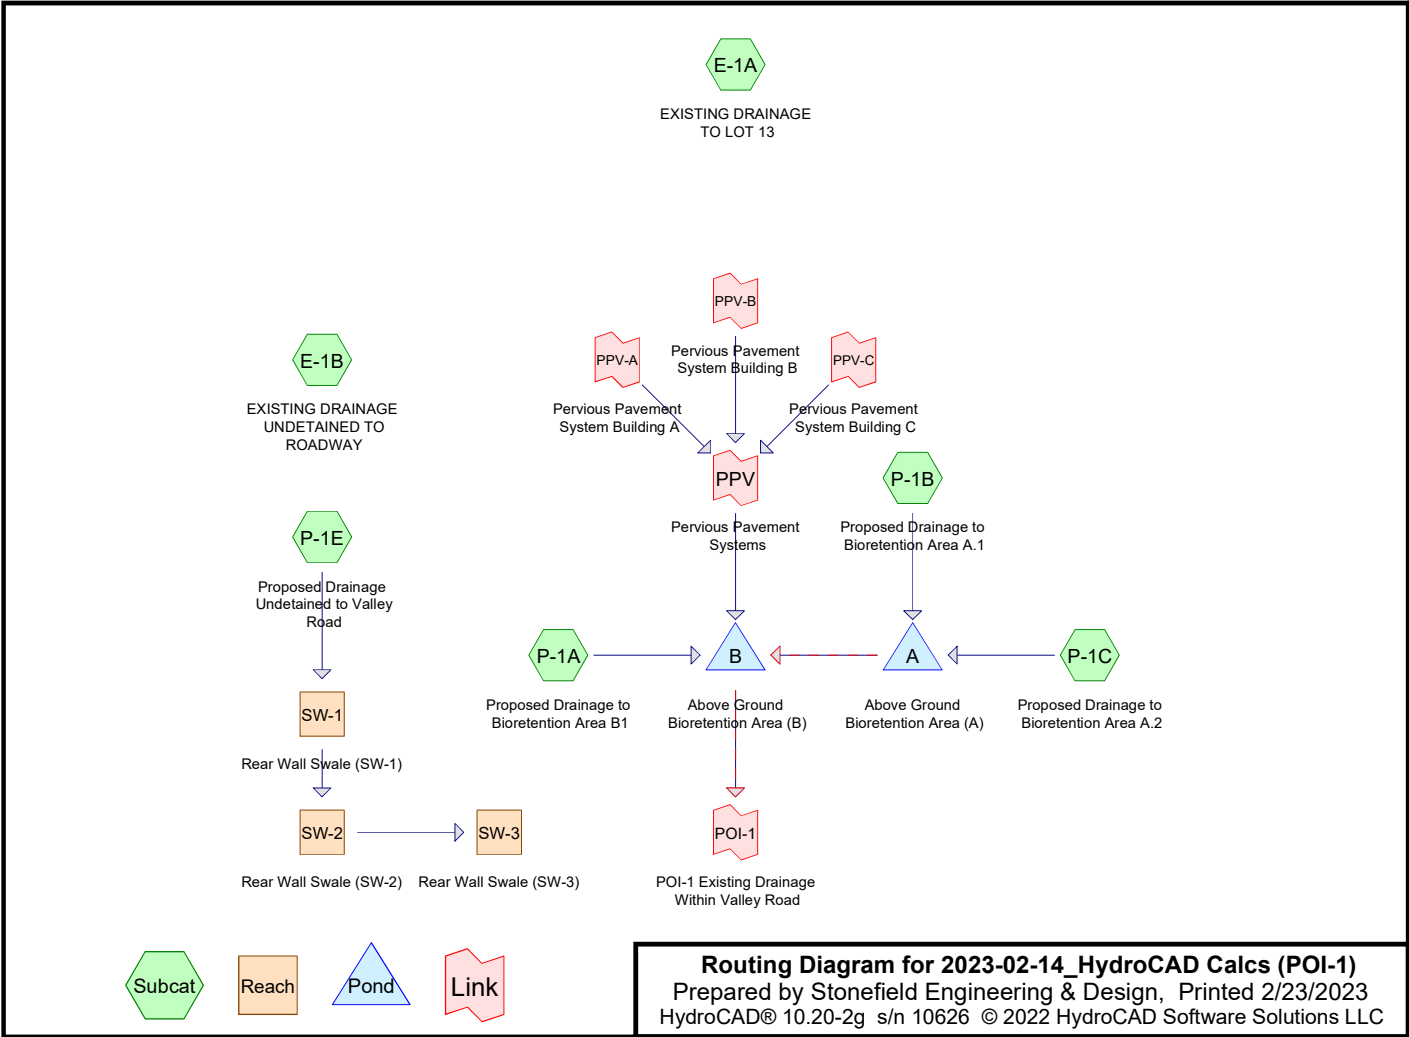 E-1A
EXISTING DRAINAGE
TO LOT 13
PPV-B
Pervious Pavement
System Building B
PPV-A
Pervious Pavement
System Building A
PPV-C
Pervious Pavement
System Building C
E-1B
EXISTING DRAINAGE
UNDETAINED TO
ROADWAY
PPV
Pervious Pavement
Systems
P-1B
Proposed Drainage to
Bioretention Area A.1
P-1E
Proposed Drainage
Undetained to Valley
Road
P-1A
Proposed Drainage to
Bioretention Area B1
B
Above Ground
Bioretention Area (B)
A
Above Ground
Bioretention Area (A)
P-1C
Proposed Drainage to
Bioretention Area A.2
SW-1
Rear Wall Swale (SW-1)
SW-2
Rear Wall Swale (SW-2)
SW-3
Rear Wall Swale (SW-3)
POI-1
POI-1 Existing Drainage
Within Valley Road
Subcat
Reach
Pond
Link
Routing Diagram for 2023-02-14_HydroCAD Calcs (POI-1)
Prepared by Stonefield Engineering & Design,  Printed 2/23/2023
HydroCAD® 10.20-2g  s/n 10626  © 2022 HydroCAD Software Solutions LLC